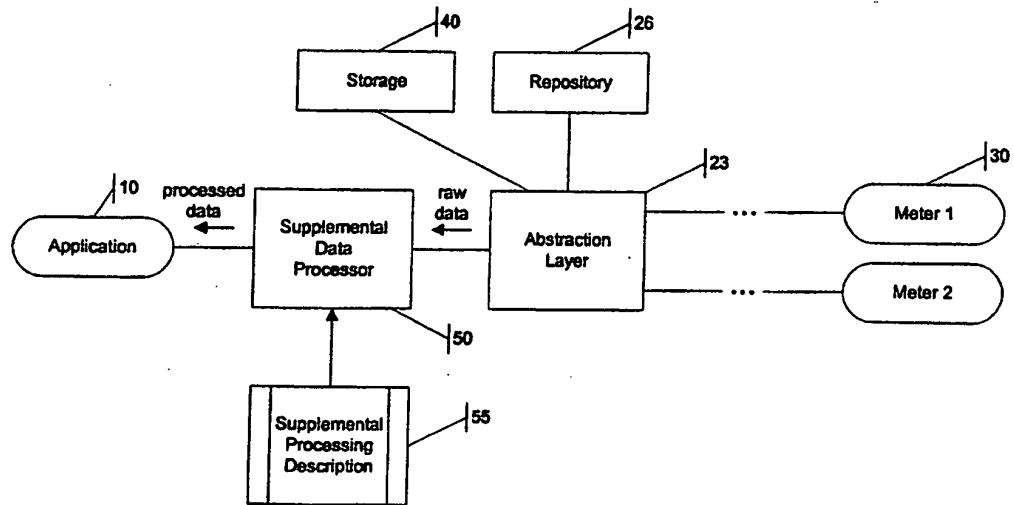 40
26
Storage
Repository
23
30
10
processed
data
raw
data
Meter 1
Application
Supplemental
Data
Processor
Abstraction
Layer
...
...
Meter 2
50
Supplemental
Processing
Description
55